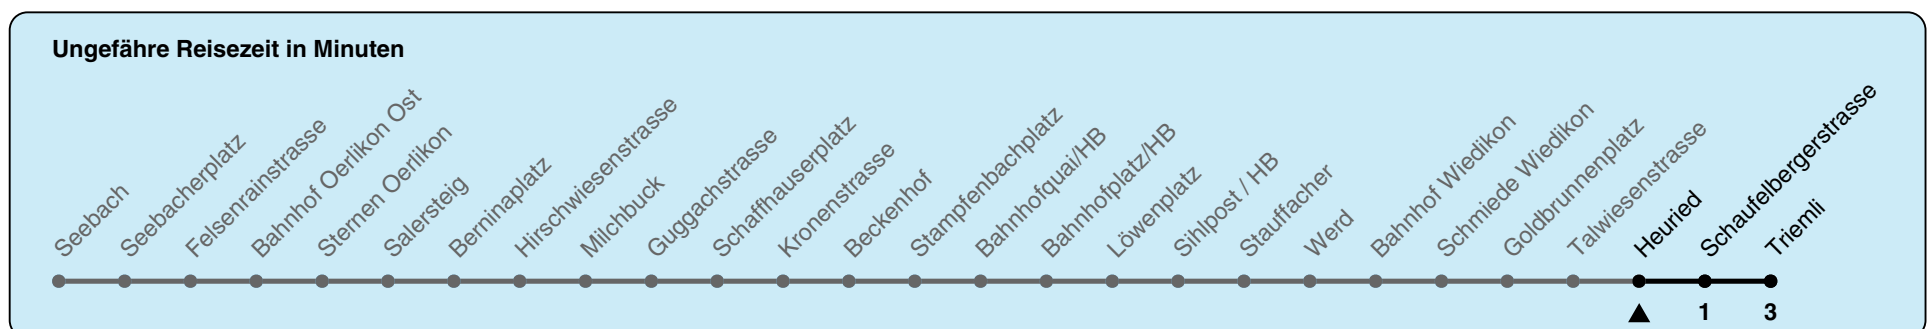 Ungefähre Reisezeit in Minuten
Seebach
Seebacherplatz
Felsenrainstrasse
Bahnhof Oerlikon Ost
Sternen Oerlikon
Salersteig
Berninaplatz
Hirschwiesenstrasse
Milchbuck
Guggachstrasse
Schaffhauserplatz
Kronenstrasse
Beckenhof
Stampfenbachplatz
Bahnhofquai/HB
Bahnhofplatz/HB
Löwenplatz
Sihlpost / HB
Stauffacher
Werd
Bahnhof Wiedikon
Schmiede Wiedikon
Goldbrunnenplatz
Talwiesenstrasse
Heuried
Schaufelbergerstrasse
Triemli
1 3